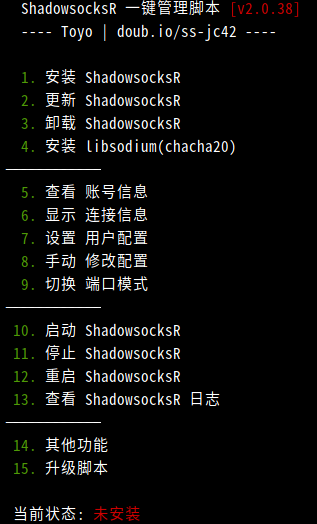 ShadowsocksR 一键管理脚本 [v2.0.38]
---- Toyo | doub.io/ss-jc42 ----
1. 安装 ShadowsocksR
2. 更新 ShadowsocksR
3. 卸载 ShadowsocksR
4. 安装 libsodium(chacha20)
————————————
5. 查看 账号信息
6. 显示 连接信息
7. 设置 用户配置
8. 手动 修改配置
9. 切换 端口模式
————————————
10. 启动 ShadowsocksR
11. 停止 ShadowsocksR
12. 重启 ShadowsocksR
13. 查看 ShadowsocksR 日志
————————————
14. 其他功能
15. 升级脚本
当前状态: 未安装